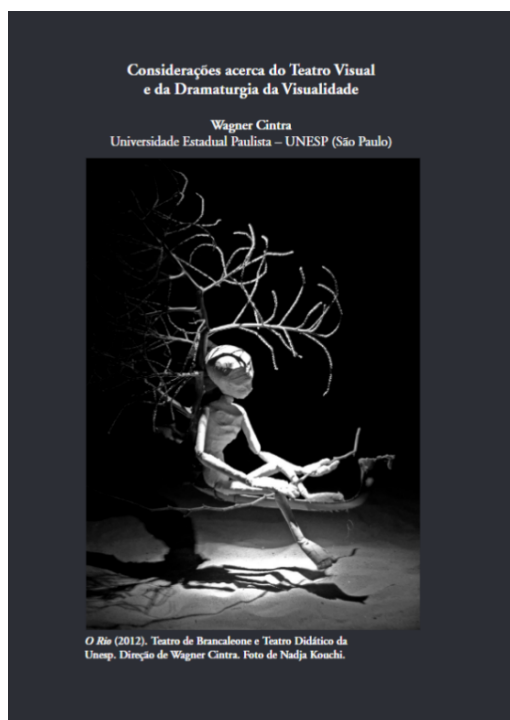 Considerações acerca do Teatro Visual
e da Dramaturgia da Visualidade
Wagner Cintra
Universidade Estadual Paulista – UNESP (São Paulo)
O Rio (2012). Teatro de Brancaleone e Teatro Didático da
Unesp. Direção de Wagner Cintra. Foto de Nadja Kouchi.